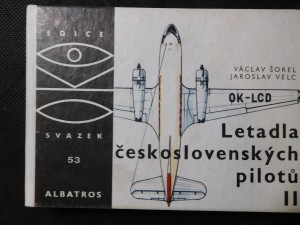 EDICE
SVAZEK
53
ALBATROS
VÁCLAV ŠOREL
JAROSLAV VELC
OK-LCD
Letadla
československých
pilotů
II